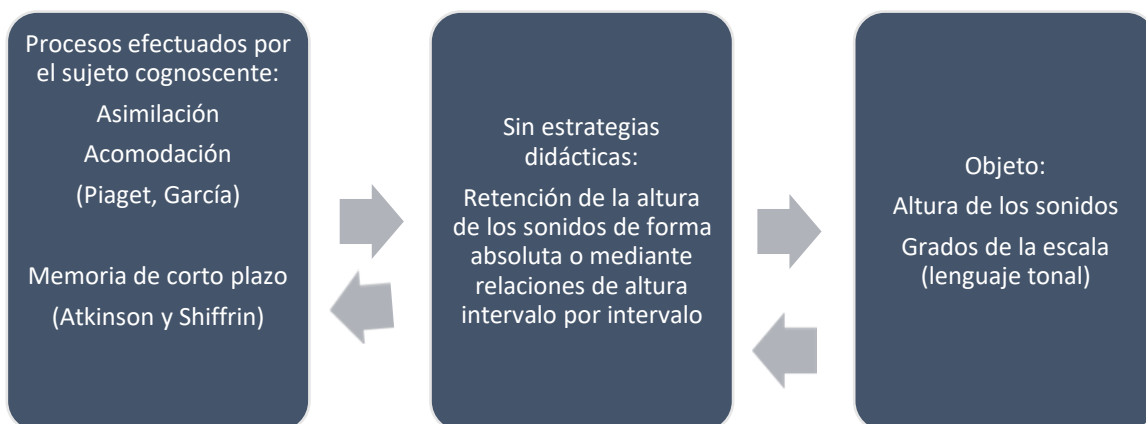 Procesos efectuados por
el sujeto cognoscente:
Asimilación
Acomodación
(Piaget, García)
Memoria de corto plazo
(Atkinson y Shiffrin)
Sin estrategias
didácticas:
Retención de la altura
de los sonidos de forma
absoluta o mediante
relaciones de altura
intervalo por intervalo
Objeto:
Altura de los sonidos
Grados de la escala
(lenguaje tonal)